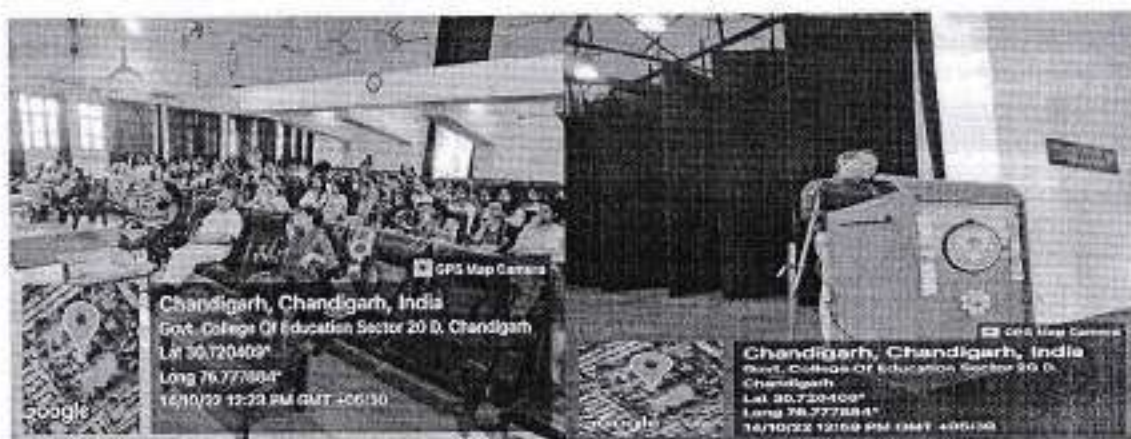 GPS Map Camera
Chandigarh, Chandigarh, India
Govt. College Of Education Sector 20 D, Chandigarh
Lat 30.720409°
Long 76.777884°
14/10/22 12:23 PM GMT +05:30
Google
GPS Map Camera
Chandigarh, Chandigarh, India
Govt. College Of Education Sector 20 D,
Chandigarh
Lat 30.720409°
Long 76.777884°
14/10/22 12:59 PM GMT +05:30
Google